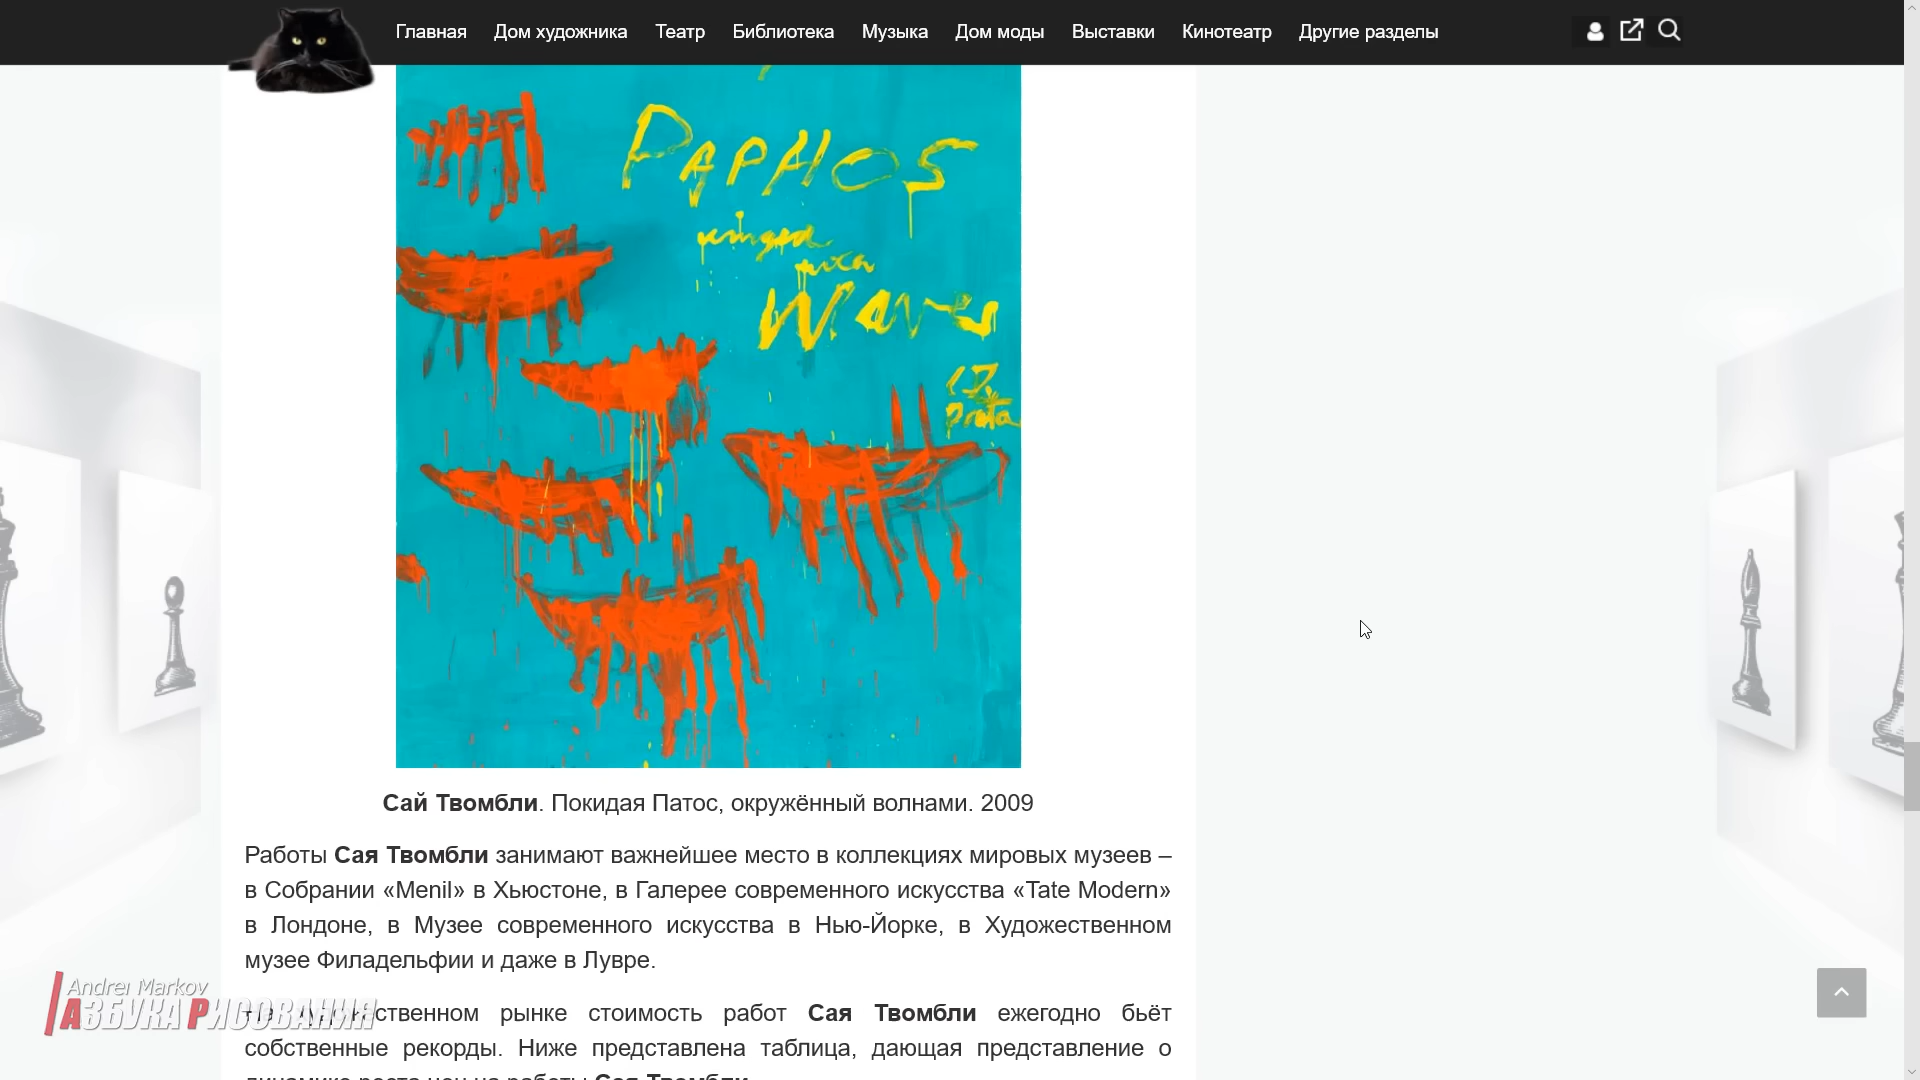 Главная Дом художника Театр Библиотека Музыка Дом моды Выставки Кинотеатр Другие разделы
PAPHOS
Waves
Сай Твомбли. Покидая Патос, окружённый волнами. 2009
Работы Сая Твомбли занимают важнейшее место в коллекциях мировых музеев –
в Собрании «Menil» в Хьюстоне, в Галерее современного искусства «Tate Modern»
в Лондоне, в Музее современного искусства в Нью-Йорке, в Художественном
музее Филадельфии и даже в Лувре.
рынке стоимость работ Сая Твомбли ежегодно бьёт
собственные рекорды. Ниже представлена таблица, дающая представление о
Andrei Markov
АЗБУКА РИСОВАНИЯ